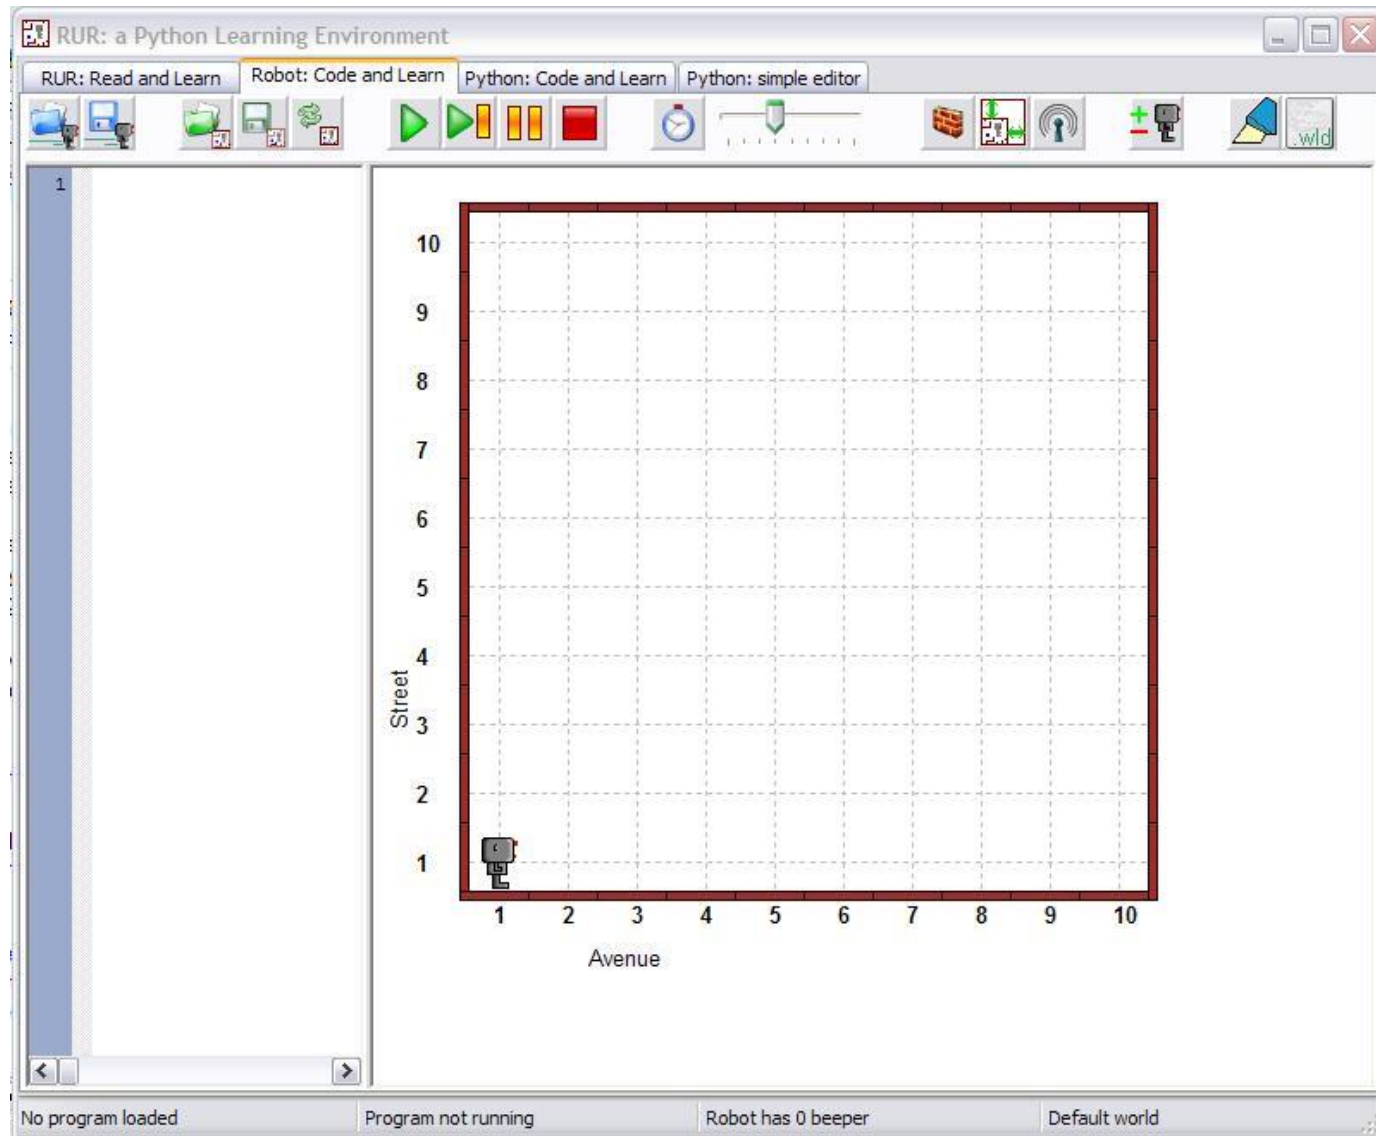 RUR: a Python Learning Environment
RUR: Read and Learn Robot: Code and Learn Python: Code and Learn Python: simple editor
.wld
1
10
9
8
7
6
5
4
Street
3
2
1
1 2 3 4 5 6 7 8 9 10
Avenue
No program loaded Program not running Robot has 0 beeper Default world